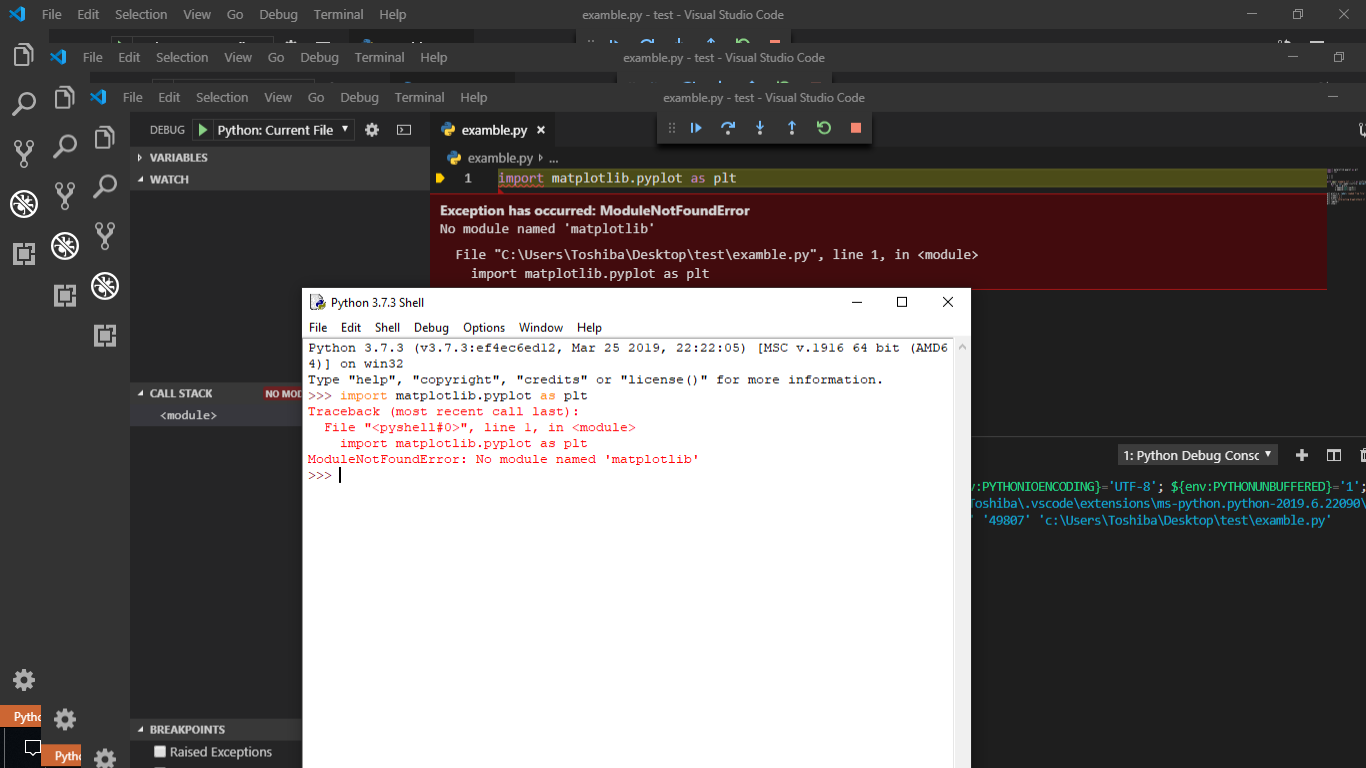 File Edit Selection View Go Debug Terminal Help
examble.py - test - Visual Studio Code
File Edit Selection View Go Debug Terminal Help
examble.py - test - Visual Studio Code
File Edit Selection View Go Debug Terminal Help
examble.py - test - Visual Studio Code
DEBUG Python: Current File
VARIABLES
WATCH
CALL STACK NO MOD
<module>
BREAKPOINTS
Raised Exceptions
examble.py
examble.py ...
1 import matplotlib.pyplot as plt
Exception has occurred: ModuleNotFoundError
No module named 'matplotlib'
File "C:\Users\Toshiba\Desktop\test\examble.py", line 1, in <module>
import matplotlib.pyplot as plt
Python 3.7.3 Shell
File Edit Shell Debug Options Window Help
Python 3.7.3 (v3.7.3:ef4ec6ed12, Mar 25 2019, 22:22:05) [MSC v.1916 64 bit (AMD6
4)] on win32
Type "help", "copyright", "credits" or "license()" for more information.
>>> import matplotlib.pyplot as plt
Traceback (most recent call last):
File "<pyshell#0>", line 1, in <module>
import matplotlib.pyplot as plt
ModuleNotFoundError: No module named 'matplotlib'
>>>
1: Python Debug Consc
v:PYTHONIOENCODING}='UTF-8'; ${env:PYTHONUNBUFFERED}='1';
Toshiba\.vscode\extensions\ms-python.python-2019.6.22090\
' '49807' 'c:\Users\Toshiba\Desktop\test\examble.py'
Pytho
Pytho